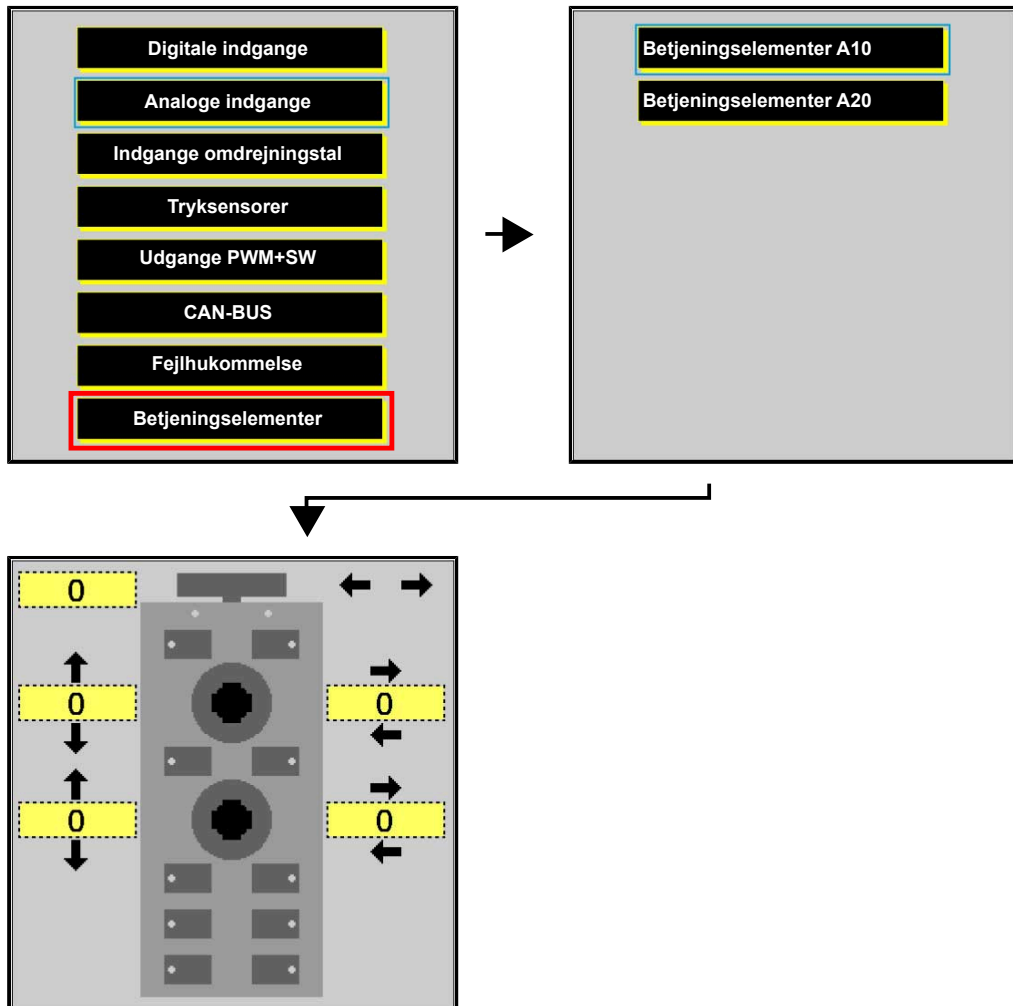 Digitale indgange
Analoge indgange
Indgange omdrejningstal
Tryksensorer
Udgange PWM+SW
CAN-BUS
Fejlhukommelse
Betjeningselementer
Betjeningselementer A10
Betjeningselementer A20
0
0
0
0
0